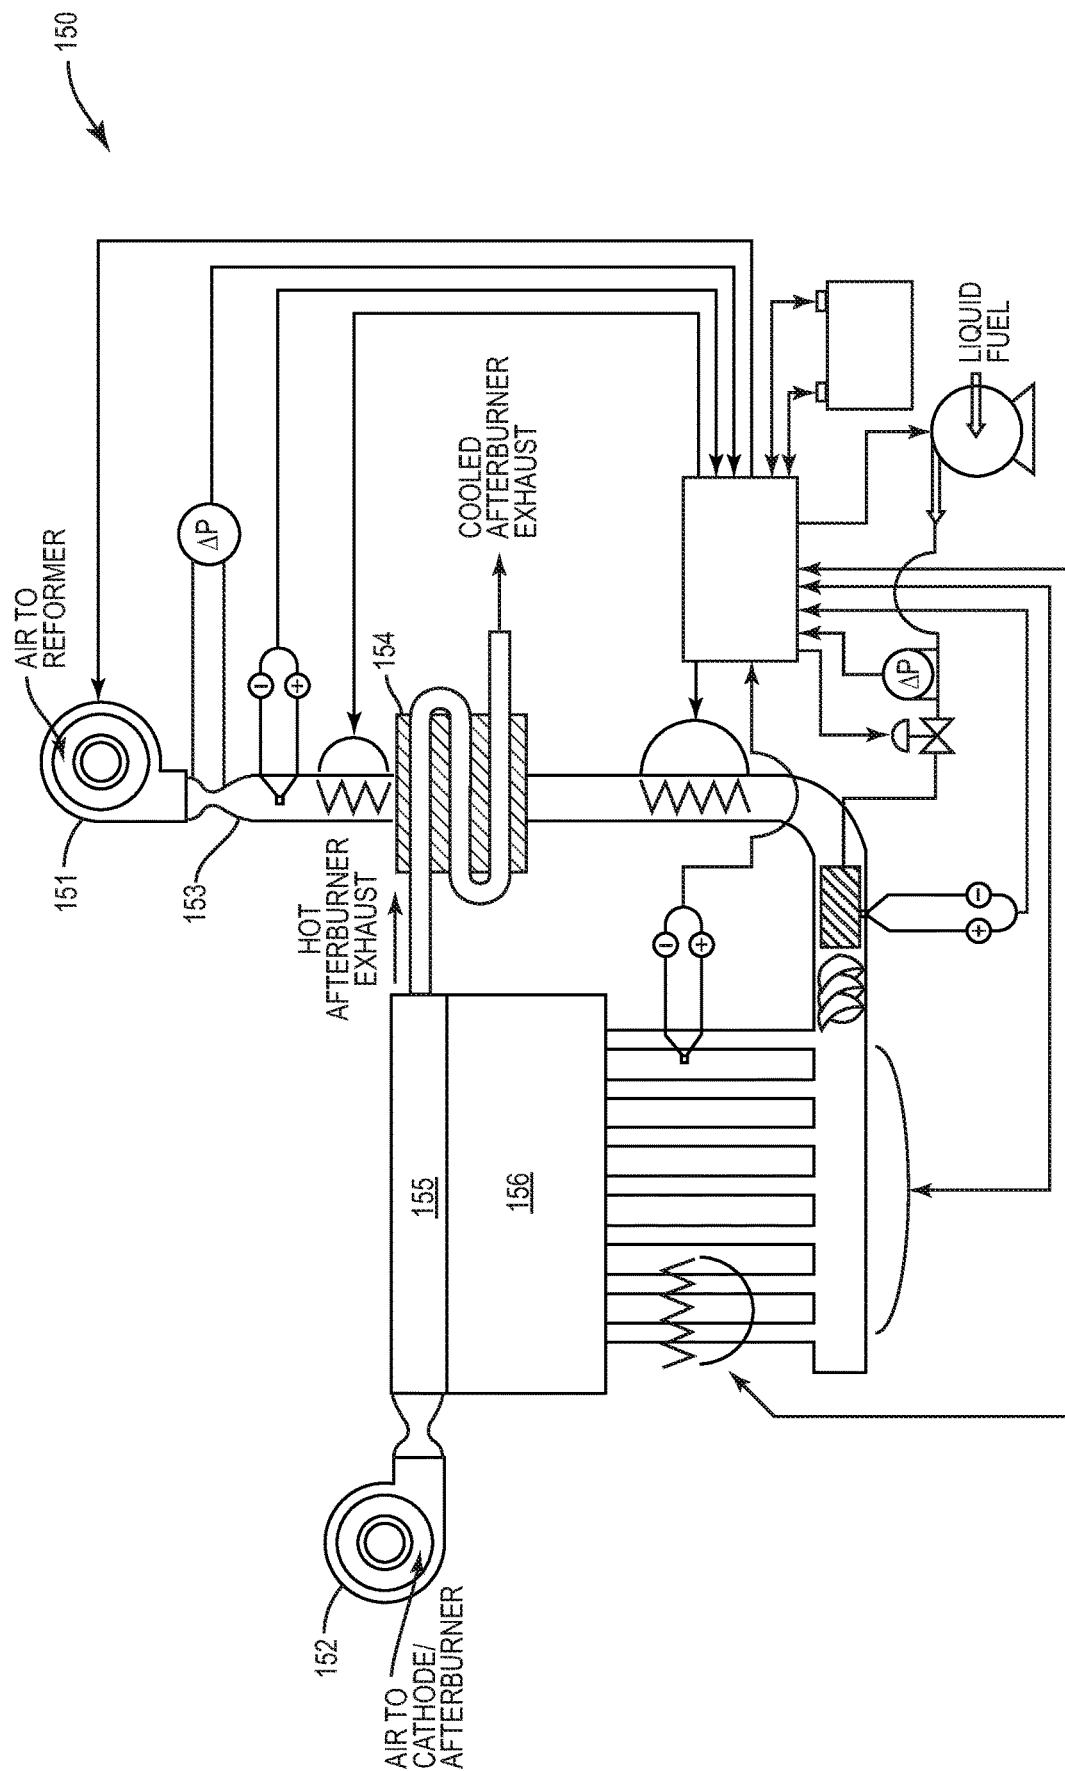 150
AIR TO
REFORMER
151
153
ΔP
−
+
154
HOT
AFTERBURNER
EXHAUST
COOLED
AFTERBURNER
EXHAUST
LIQUID
FUEL
ΔP
−
+
+
−
155
156
152
AIR TO
CATHODE/
AFTERBURNER